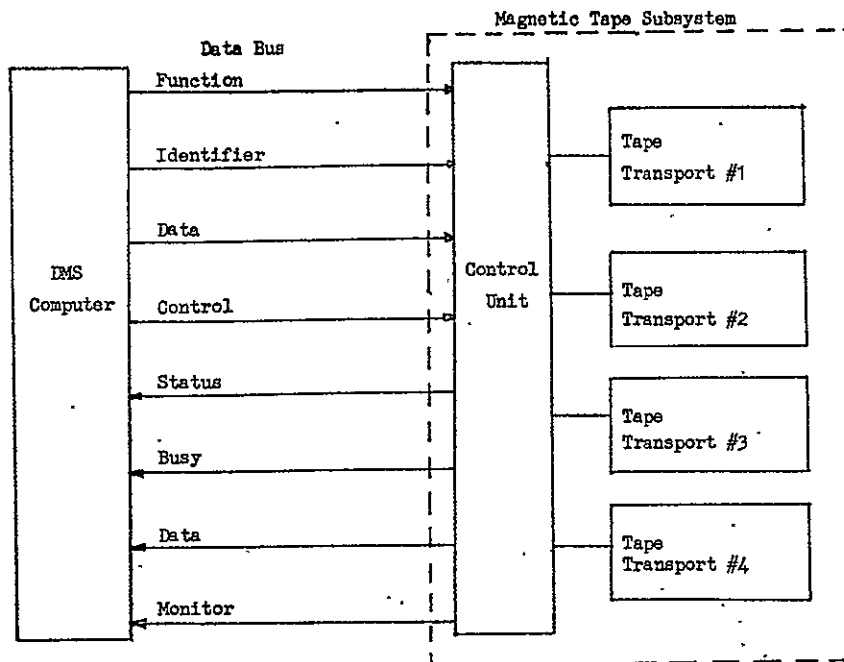 Magnetic Tape Subsystem
Data Bus
Function
Identifier
Data
Control
Status
Busy
Data
Monitor
DMS
Computer
Control
Unit
Tape
Transport #1
Tape
Transport #2
Tape
Transport #3
Tape
Transport #4